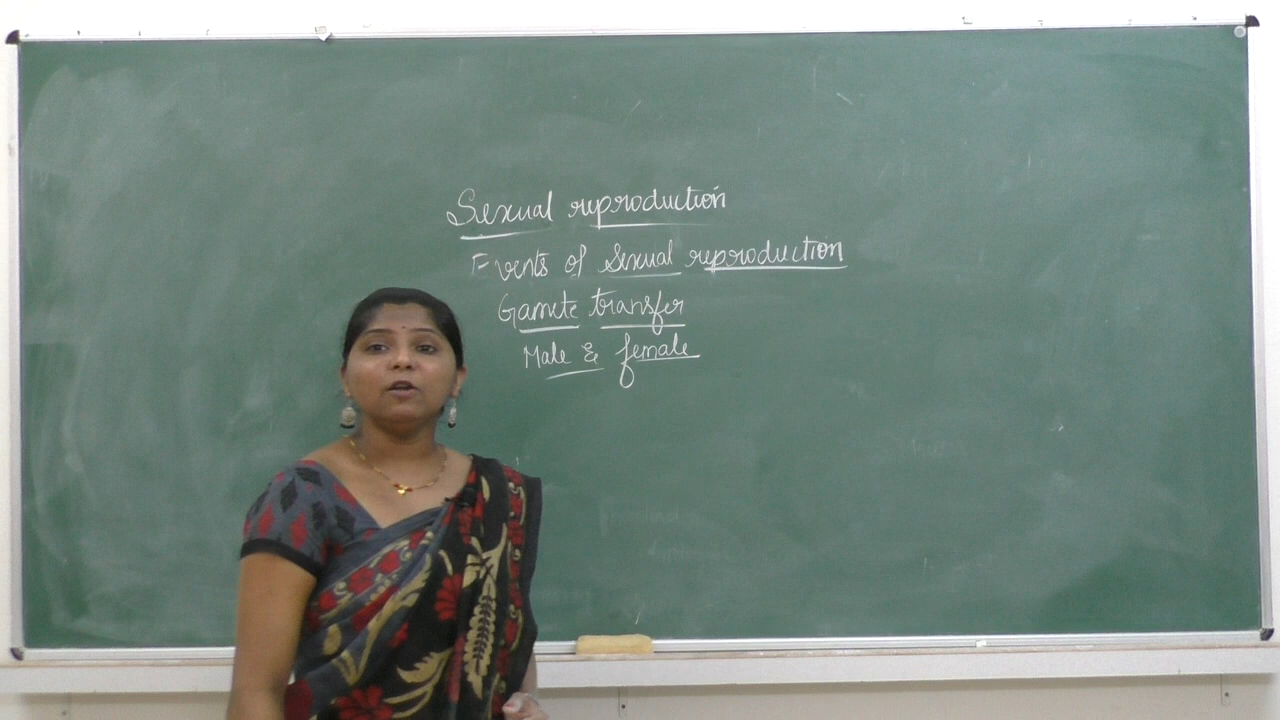 Sexual reproduction
Events of Sexual reproduction
Gamete transfer
Male & female